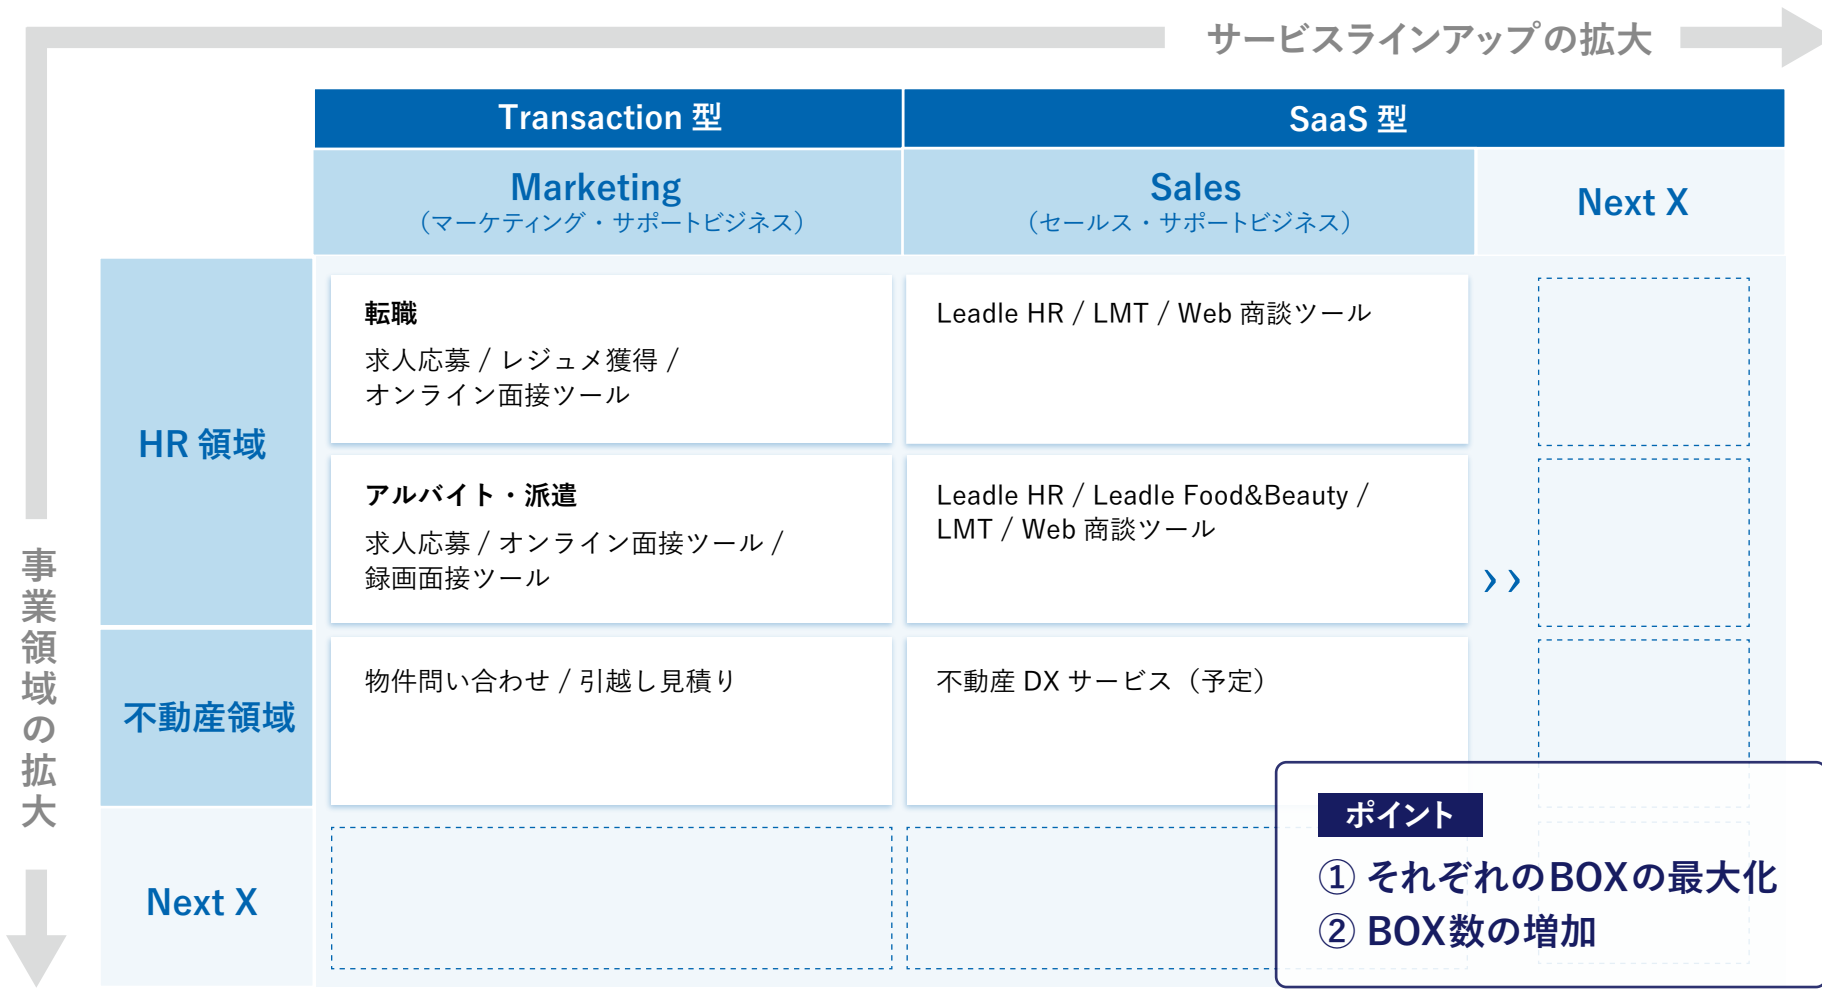 サービスラインアップの拡大
Transaction 型
SaaS 型
Marketing
（マーケティング・サポートビジネス）
Sales
（セールス・サポートビジネス）
Next X
HR 領域
転職
求人応募 / レジュメ獲得 /
オンライン面接ツール
Leadle HR / LMT / Web 商談ツール
アルバイト・派遣
求人応募 / オンライン面接ツール /
録画面接ツール
Leadle HR / Leadle Food&Beauty /
LMT / Web 商談ツール
事業領域の拡大
不動産領域
物件問い合わせ / 引越し見積り
不動産 DX サービス（予定）
Next X
ポイント
① それぞれのBOXの最大化
② BOX数の増加